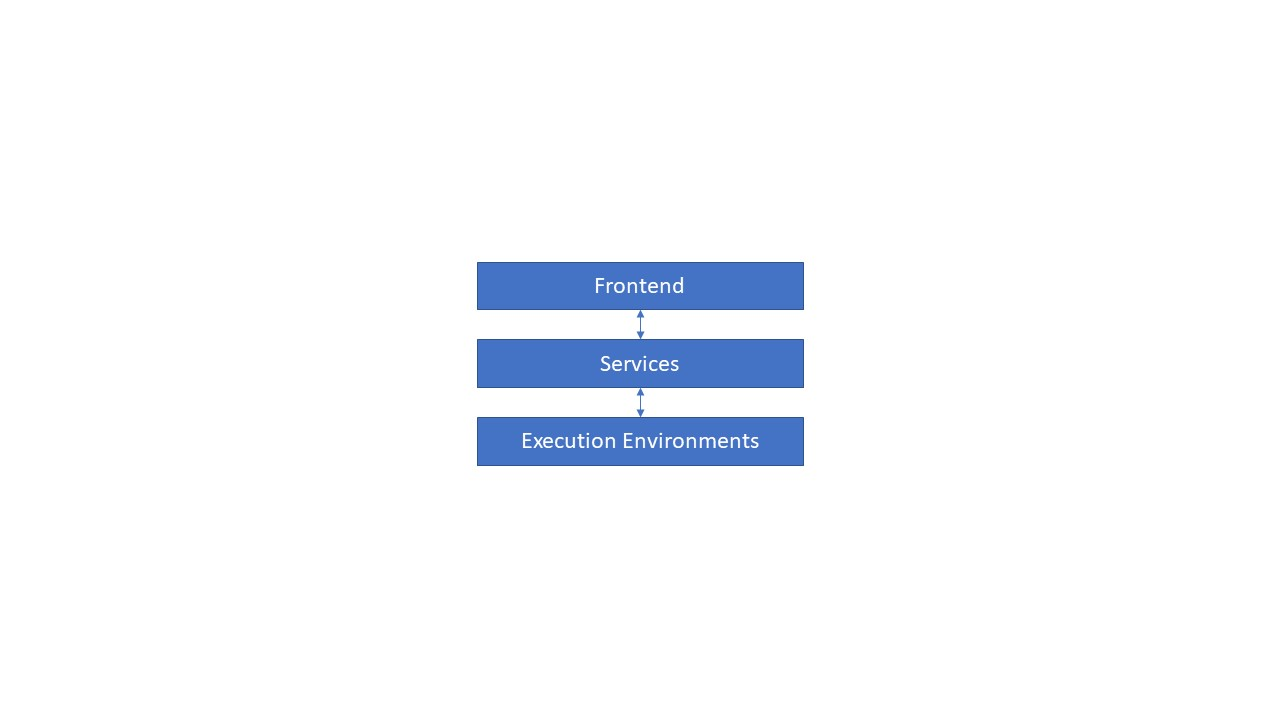 Frontend
Services
Execution Environments